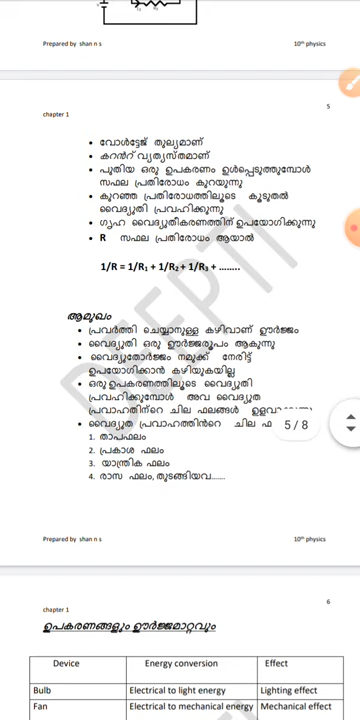 Prepared by shan n s
10th physics
5
chapter 1
• വോൾട്ടേജ് തുല്യമാണ്
• കറൻറ് വ്യത്യസ്തമാണ്
• പുതിയ ഒരു ഉപകരണം ഉൾപ്പെടുത്തുമ്പോൾ
സഫല പ്രതിരോധം കുറയുന്നു
• കുറഞ്ഞ പ്രതിരോധത്തിലൂടെ കൂടുതൽ
വൈദ്യുതി പ്രവഹിക്കുന്നു
• ഗൃഹ വൈദ്യുതീകരണത്തിന് ഉപയോഗിക്കുന്നു
• R സഫല പ്രതിരോധം ആയാൽ
1/R = 1/R₁ + 1/R₂ + 1/R₃ + ........
ആമുഖം
• പ്രവർത്തി ചെയ്യാനുള്ള കഴിവാണ് ഊർജ്ജം
• വൈദ്യുതി ഒരു ഊർജ്ജരൂപം ആകുന്നു
• വൈദ്യുതോർജ്ജം നമുക്ക് നേരിട്ട്
ഉപയോഗിക്കാൻ കഴിയുകയില്ല
• ഒരു ഉപകരണത്തിലൂടെ വൈദ്യുതി
പ്രവഹിക്കുമ്പോൾ അവ വൈദ്യുത
പ്രവാഹതിന്റെ ചില ഫലങ്ങൾ
• വൈദ്യുത പ്രവാഹത്തിൻറെ ചില
5 / 8
1. താപഫലം
2. പ്രകാശ ഫലം
3. യാന്ത്രിക ഫലം
4. രാസ ഫലം, തുടങ്ങിയവ.......
DEEPTI
Prepared by shan n s
10th physics
6
chapter 1
ഉപകരണങ്ങളും ഊർജ്ജമാറ്റവും
Device Energy conversion Effect
Bulb Electrical to light energy Lighting effect
Fan Electrical to mechanical energy Mechanical effect